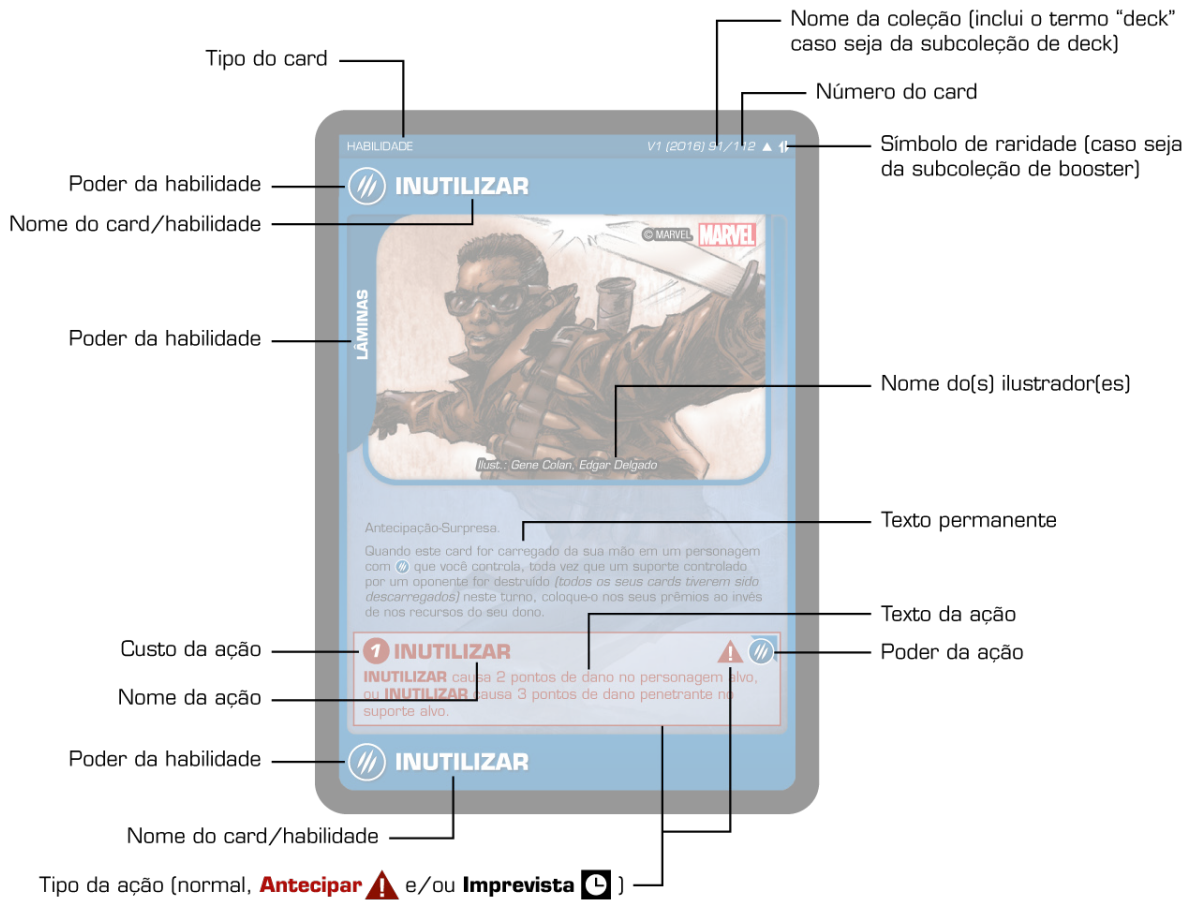 Nome da coleção (inclui o termo “deck”
caso seja da subcoleção de deck)
Tipo do card
Número do card
Símbolo de raridade (caso seja
da subcoleção de booster)
HABILIDADE
V1 (2016) 91/112
Poder da habilidade
INUTILIZAR
Nome do card/habilidade
© MARVEL MARVEL
LÂMINAS
Poder da habilidade
Nome do(s) ilustrador(es)
Ilust.: Gene Colan, Edgar Delgado
Texto permanente
Antecipação-Surpresa.
Quando este card for carregado da sua mão em um personagem
com que você controla, toda vez que um suporte controlado
por um oponente for destruído (todos os seus cards tiverem sido
descarregados) neste turno, coloque-o nos seus prêmios ao invés
de nos recursos do seu dono.
Texto da ação
Custo da ação
1 INUTILIZAR
Poder da ação
INUTILIZAR causa 2 pontos de dano no personagem alvo,
ou INUTILIZAR causa 3 pontos de dano penetrante no
suporte alvo.
Nome da ação
Poder da habilidade
INUTILIZAR
Nome do card/habilidade
Tipo da ação (normal, Antecipar e/ou Imprevista )